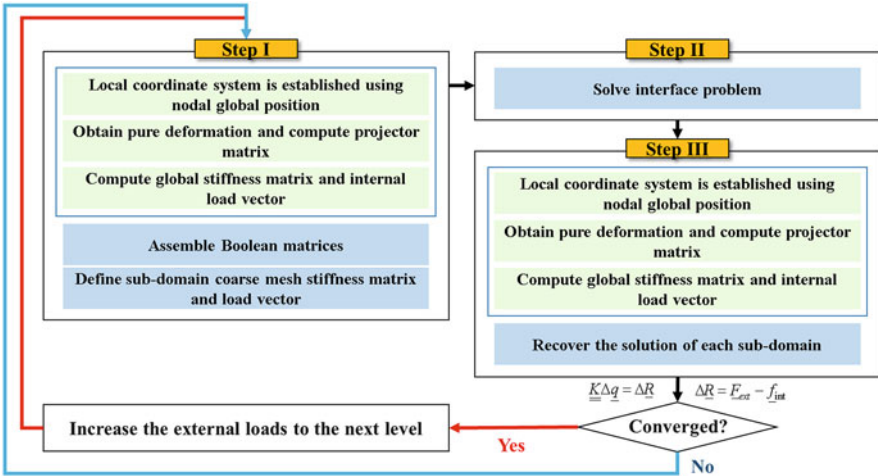 Step I
Local coordinate system is established using
nodal global position
Obtain pure deformation and compute projector
matrix
Compute global stiffness matrix and internal
load vector
Assemble Boolean matrices
Define sub-domain coarse mesh stiffness matrix
and load vector
Step II
Solve interface problem
Step III
Local coordinate system is established using
nodal global position
Obtain pure deformation and compute projector
matrix
Compute global stiffness matrix and internal
load vector
Recover the solution of each sub-domain
KΔq = ΔR ΔR = F_ext − f_int
Converged?
Yes
No
Increase the external loads to the next level